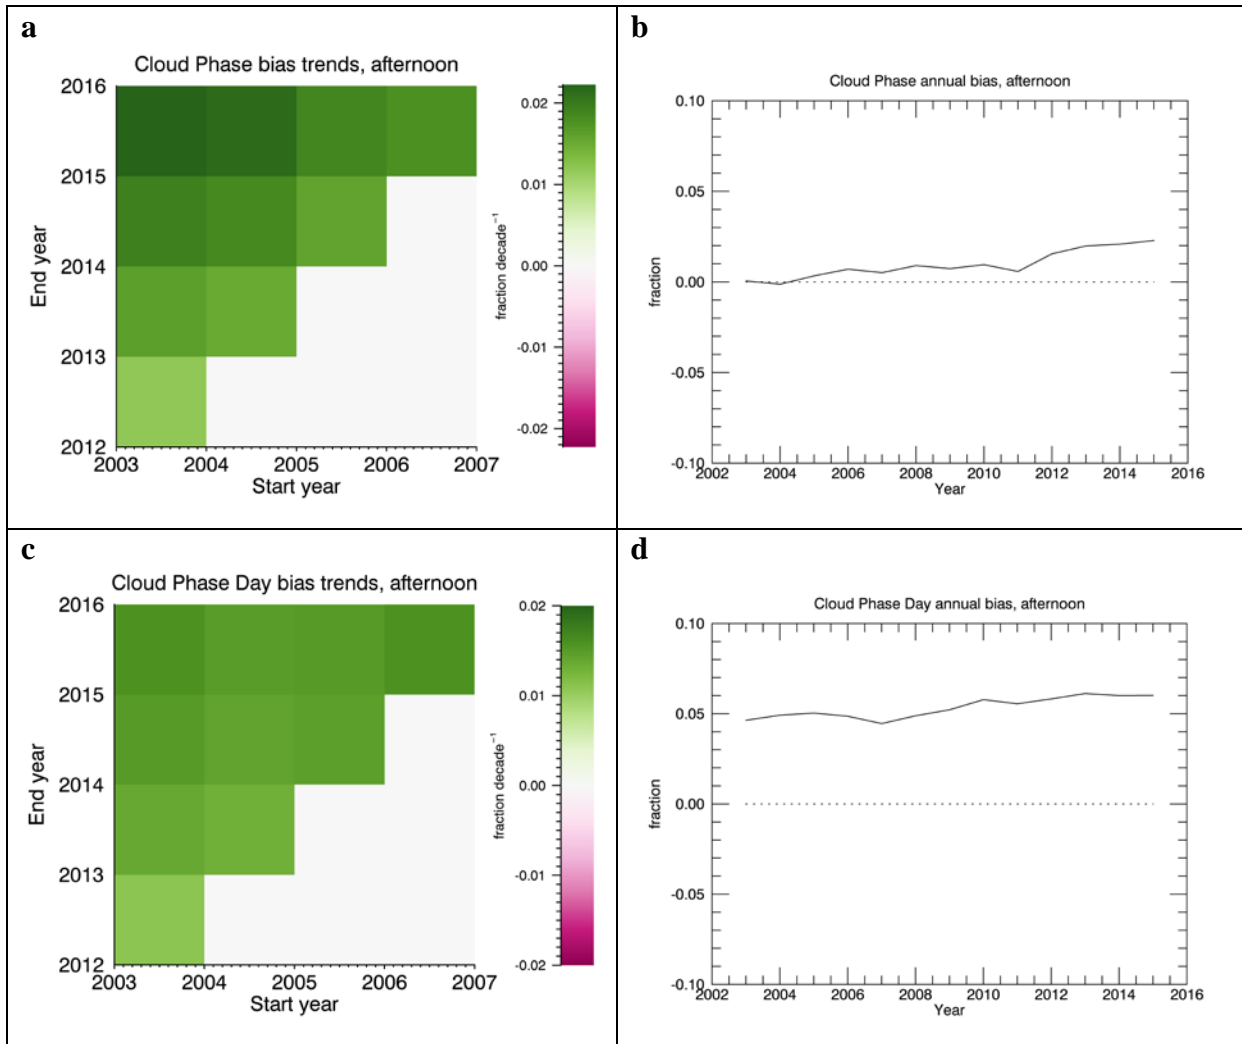 a
Cloud Phase bias trends, afternoon
2016
2015
2014
2013
2012
End year
2003 2004 2005 2006 2007
Start year
0.02
0.01
0.00
-0.01
-0.02
fraction decade⁻¹
b
Cloud Phase annual bias, afternoon
0.10
0.05
0.00
-0.05
-0.10
fraction
2002 2004 2006 2008 2010 2012 2014 2016
Year
c
Cloud Phase Day bias trends, afternoon
2016
2015
2014
2013
2012
End year
2003 2004 2005 2006 2007
Start year
0.02
0.01
0.00
-0.01
-0.02
fraction decade⁻¹
d
Cloud Phase Day annual bias, afternoon
0.10
0.05
0.00
-0.05
-0.10
fraction
2002 2004 2006 2008 2010 2012 2014 2016
Year